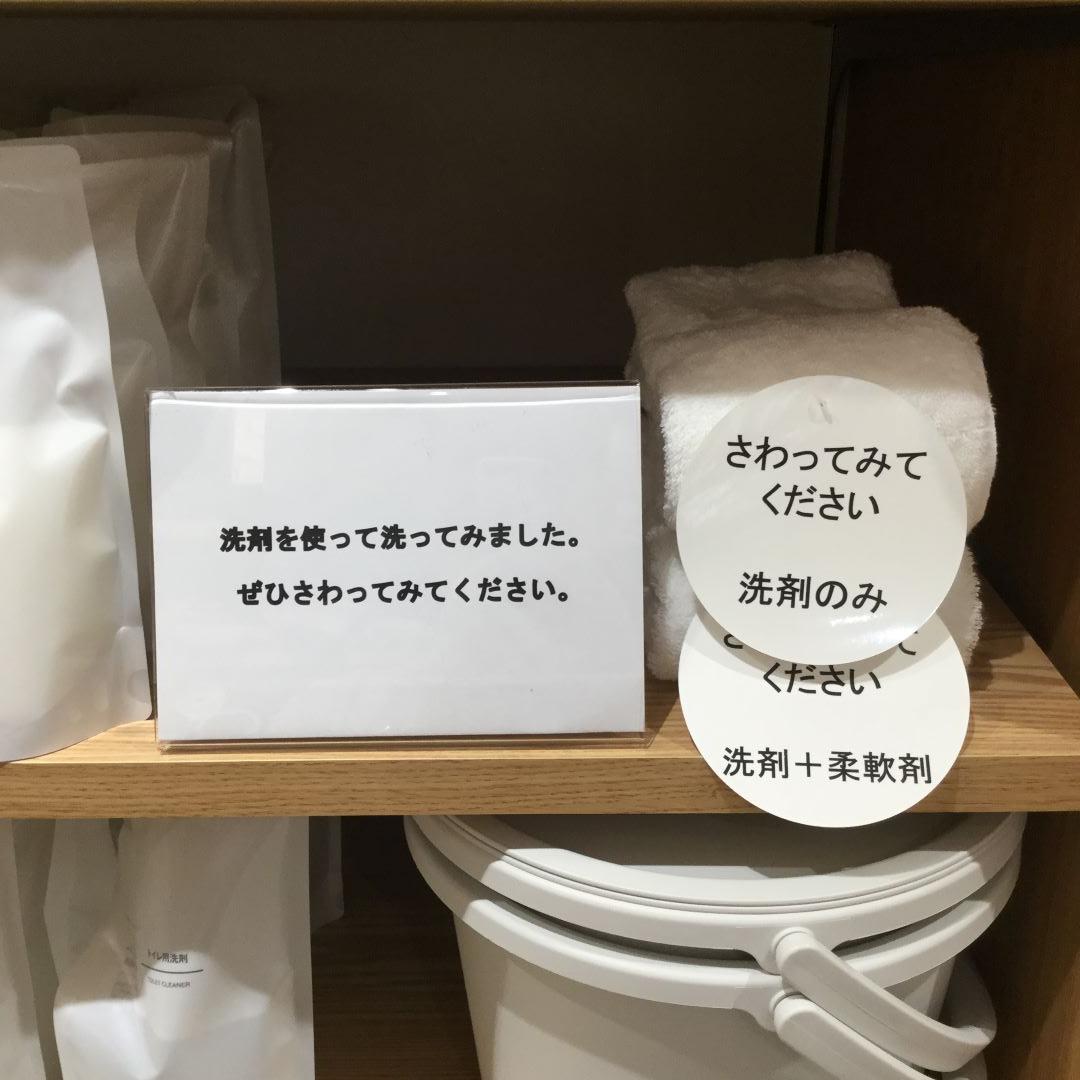 洗剤を使って洗ってみました。
ぜひさわってみてください。
さわってみて
ください
洗剤のみ
ください
洗剤＋柔軟剤
トイレ用洗剤
TOILET CLEANER